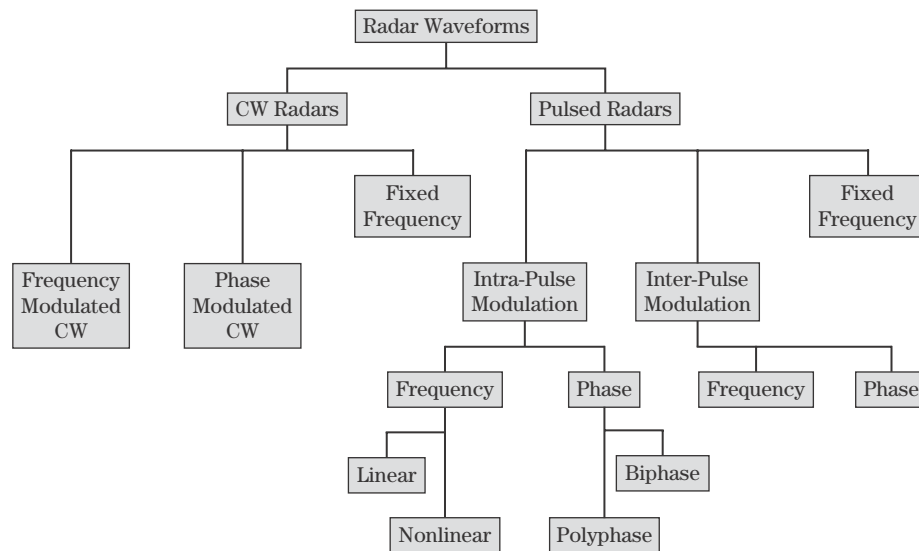 Radar Waveforms
CW Radars
Pulsed Radars
Fixed
Frequency
Fixed
Frequency
Frequency
Modulated
CW
Phase
Modulated
CW
Intra-Pulse
Modulation
Inter-Pulse
Modulation
Frequency
Phase
Frequency
Phase
Linear
Biphase
Nonlinear
Polyphase